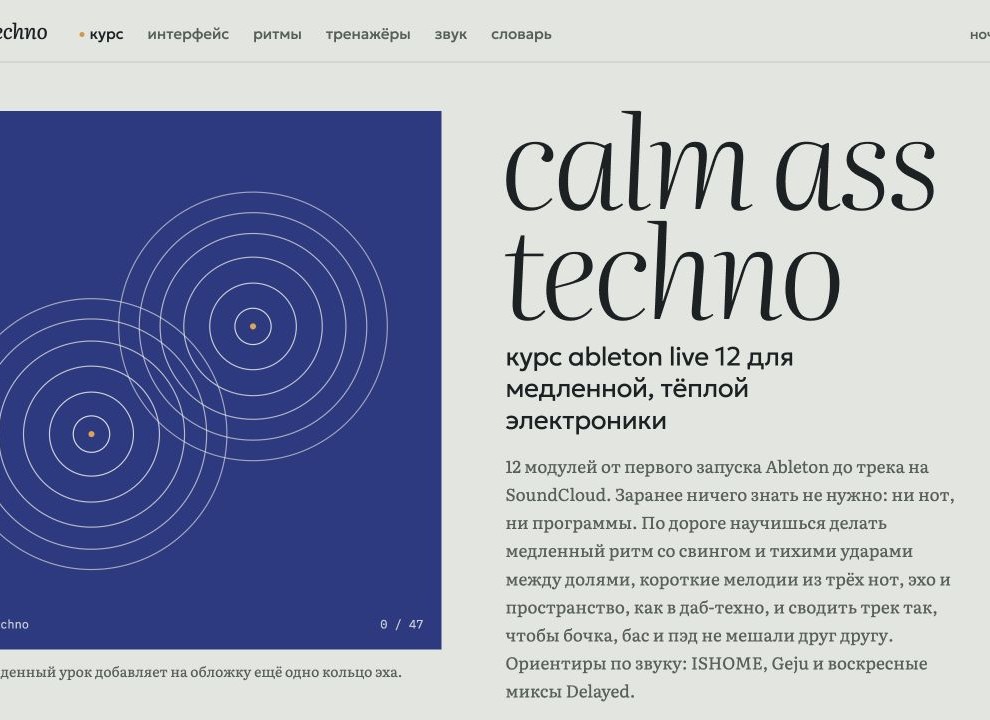 echno
курс интерфейс ритмы тренажёры звук словарь
calm ass
techno
курс ableton live 12 для
медленной, тёплой
электроники
12 модулей от первого запуска Ableton до трека на
SoundCloud. Заранее ничего знать не нужно: ни нот,
ни программы. По дороге научишься делать
медленный ритм со свингом и тихими ударами
между долями, короткие мелодии из трёх нот, эхо и
пространство, как в даб-техно, и сводить трек так,
чтобы бочка, бас и пэд не мешали друг другу.
Ориентиры по звуку: ISHOME, Geju и воскресные
миксы Delayed.
chno 0 / 47
денный урок добавляет на обложку ещё одно кольцо эха.